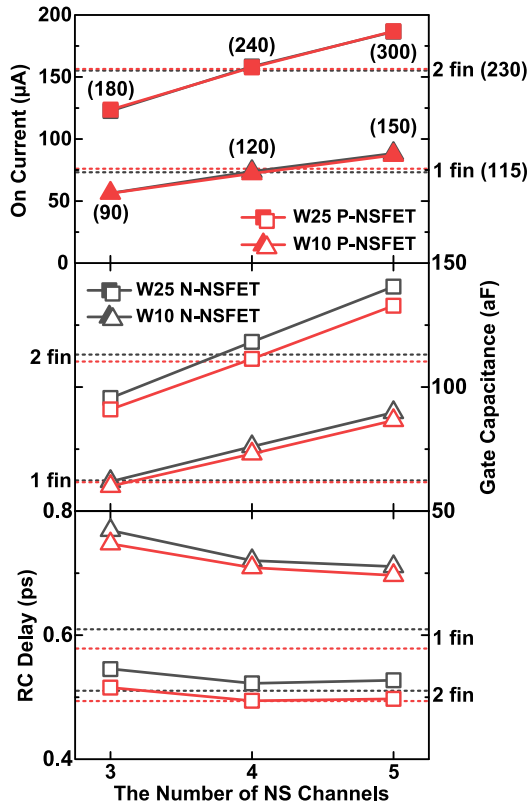 200
(240)
(180)
(300)
2 fin (230)
150
On Current (μA)
100
(150)
(120)
1 fin (115)
50
(90)
W25 P-NSFET
W10 P-NSFET
0
150
W25 N-NSFET
W10 N-NSFET
2 fin
100
Gate Capacitance (aF)
1 fin
50
0.8
RC Delay (ps)
0.6
1 fin
2 fin
0.4
3
4
5
The Number of NS Channels